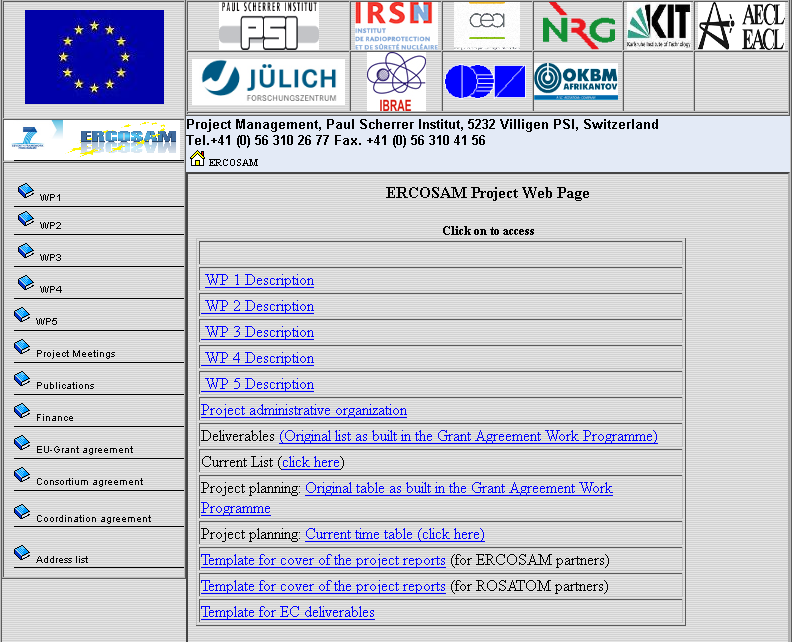 PAUL SCHERRER INSTITUT
PSI
IRSN
INSTITUT
DE RADIOPROTECTION
ET DE SÛRETÉ NUCLÉAIRE
cea
NRG
KIT
Karlsruhe Institute of Technology
AECL
EACL
JÜLICH
FORSCHUNGSZENTRUM
IBRAE
OKBM
AFRIKANTOV
7
ERCOSAM
Project Management, Paul Scherrer Institut, 5232 Villigen PSI, Switzerland
Tel.+41 (0) 56 310 26 77 Fax. +41 (0) 56 310 41 56
ERCOSAM
WP1
WP2
WP3
WP4
WP5
Project Meetings
Publications
Finance
EU-Grant agreement
Consortium agreement
Coordination agreement
Address list
ERCOSAM Project Web Page
Click on to access
WP 1 Description
WP 2 Description
WP 3 Description
WP 4 Description
WP 5 Description
Project administrative organization
Deliverables (Original list as built in the Grant Agreement Work Programme)
Current List (click here)
Project planning: Original table as built in the Grant Agreement Work
Programme
Project planning: Current time table (click here)
Template for cover of the project reports (for ERCOSAM partners)
Template for cover of the project reports (for ROSATOM partners)
Template for EC deliverables